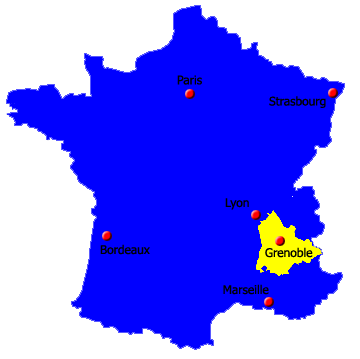 Paris
Strasbourg
Lyon
Bordeaux
Grenoble
Marseille